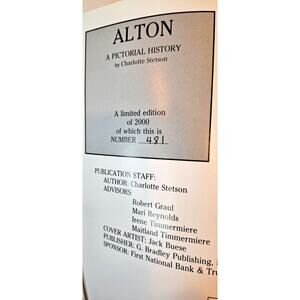 ALTON
A PICTORIAL HISTORY
by Charlotte Stetson
A limited edition
of 2000
of which this is
NUMBER 481
PUBLICATION STAFF:
AUTHOR: Charlotte Stetson
ADVISORS:
Robert Graul
Mari Reynolds
Irene Timmermiere
Maitland Timmermiere
COVER ARTIST: Jack Buese
PUBLISHER: G. Bradley Publishing,
SPONSOR: First National Bank & Tru